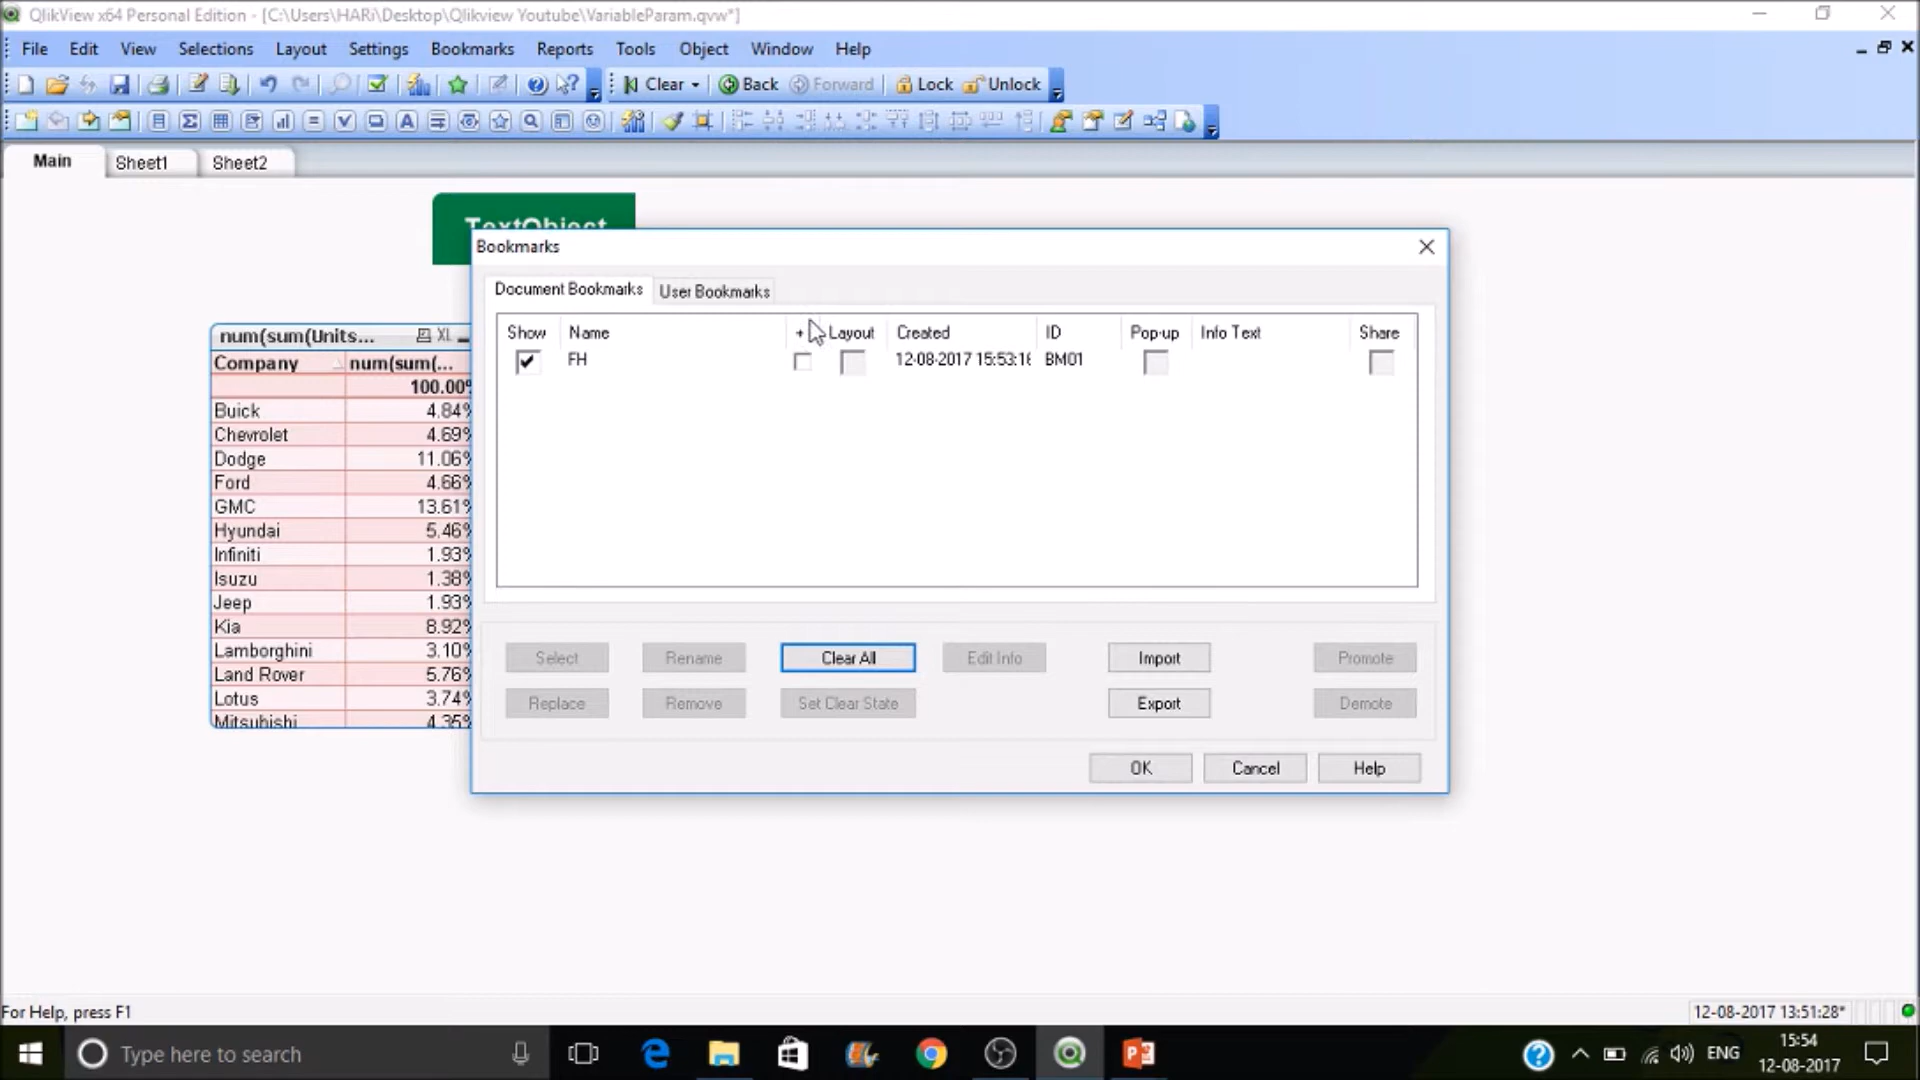 QlikView x64 Personal Edition - [C:\Users\HARi\Desktop\Qlikview Youtube\VariableParam.qvw*]
File Edit View Selections Layout Settings Bookmarks Reports Tools Object Window Help
Clear Back Forward Lock Unlock
Main Sheet1 Sheet2
TextObject
Bookmarks
Document Bookmarks User Bookmarks
Show Name + Layout Created ID Pop-up Info Text Share
FH 12-08-2017 15:53:16 BM01
num(sum(Units... XL
Company num(sum(...
100.00%
Buick 4.84%
Chevrolet 4.69%
Dodge 11.06%
Ford 4.66%
GMC 13.61%
Hyundai 5.46%
Infiniti 1.93%
Isuzu 1.38%
Jeep 1.93%
Kia 8.92%
Lamborghini 3.10%
Land Rover 5.76%
Lotus 3.74%
Mitsubishi 4.35%
Select Rename Clear All Edit Info Import Promote
Replace Remove Set Clear State Export Demote
OK Cancel Help
For Help, press F1
12-08-2017 13:51:28*
Type here to search
ENG
15:54
12-08-2017